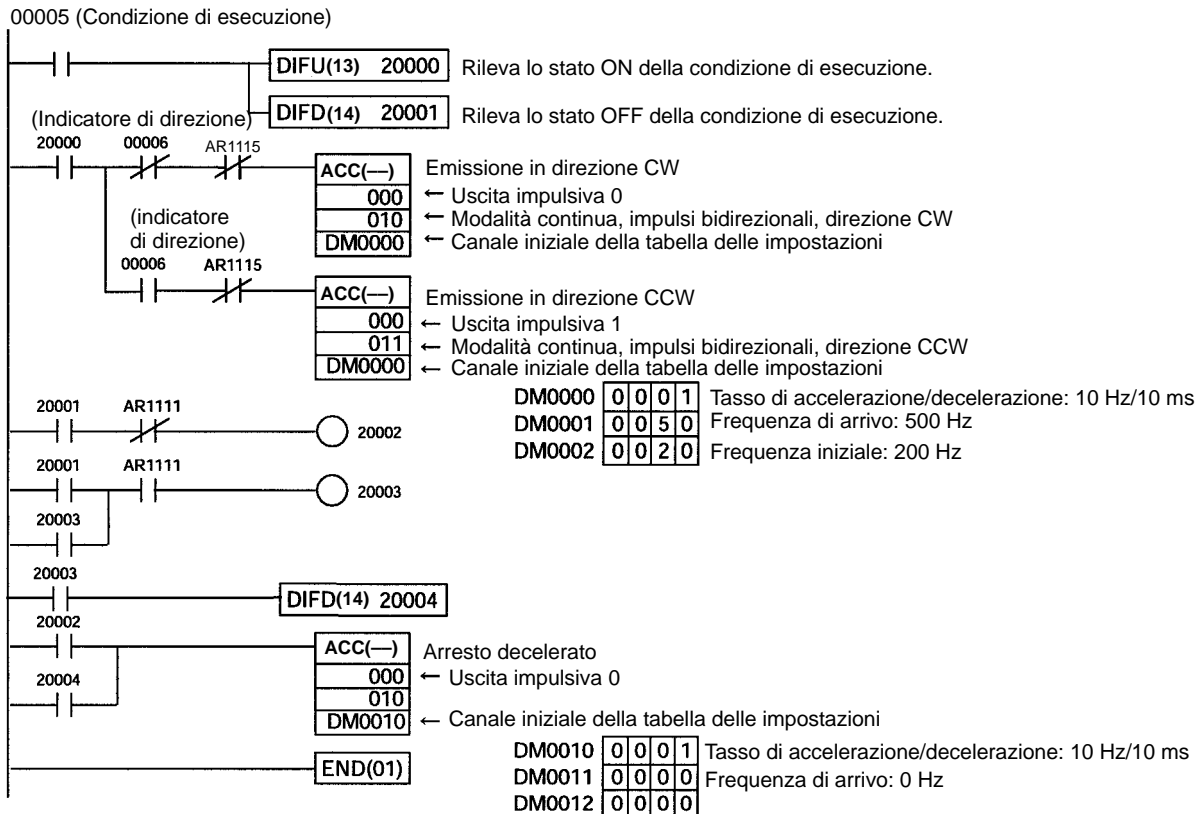 00005 (Condizione di esecuzione)
DIFU(13) 20000 Rileva lo stato ON della condizione di esecuzione.
DIFD(14) 20001 Rileva lo stato OFF della condizione di esecuzione.
(Indicatore di direzione)
20000 00006 AR1115
ACC(—) Emissione in direzione CW
000 ← Uscita impulsiva 0
010 ← Modalità continua, impulsi bidirezionali, direzione CW
DM0000 ← Canale iniziale della tabella delle impostazioni
(indicatore
di direzione)
00006 AR1115
ACC(—) Emissione in direzione CCW
000 ← Uscita impulsiva 1
011 ← Modalità continua, impulsi bidirezionali, direzione CCW
DM0000 ← Canale iniziale della tabella delle impostazioni
DM0000 0 0 0 1 Tasso di accelerazione/decelerazione: 10 Hz/10 ms
DM0001 0 0 5 0 Frequenza di arrivo: 500 Hz
DM0002 0 0 2 0 Frequenza iniziale: 200 Hz
20001 AR1111
20002
20001 AR1111
20003
20003
20003
DIFD(14) 20004
20002
ACC(—) Arresto decelerato
20004
000 ← Uscita impulsiva 0
010
DM0010 ← Canale iniziale della tabella delle impostazioni
DM0010 0 0 0 1 Tasso di accelerazione/decelerazione: 10 Hz/10 ms
END(01)
DM0011 0 0 0 0 Frequenza di arrivo: 0 Hz
DM0012 0 0 0 0